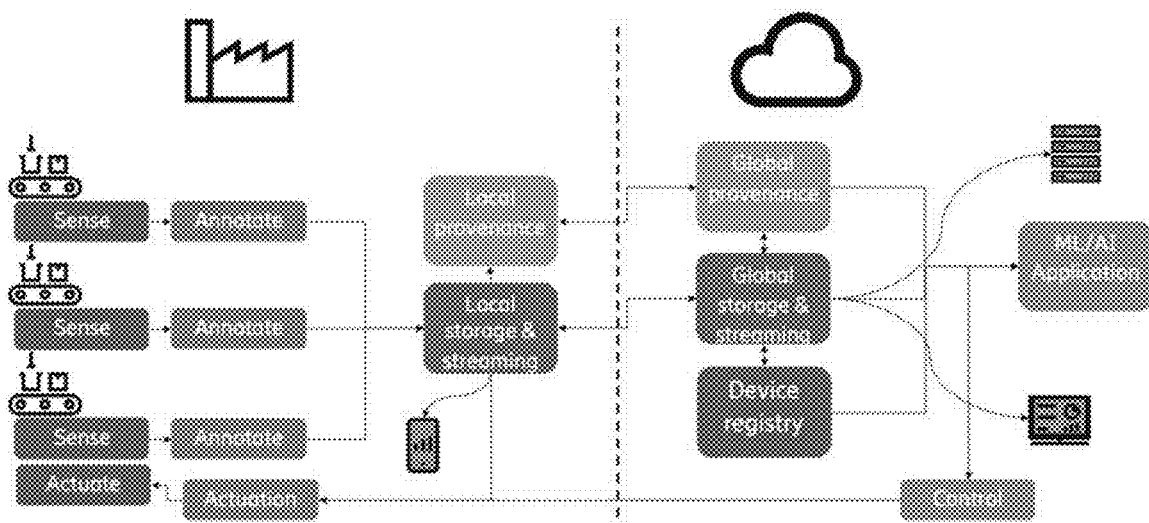 Sense
Annotate
Sense
Annotate
Sense
Annotate
Actuate
Actuation
Local
provenance
Local
storage &
streaming
Global
provenance
Global
storage &
streaming
Device
registry
ML/AI
Application
Control